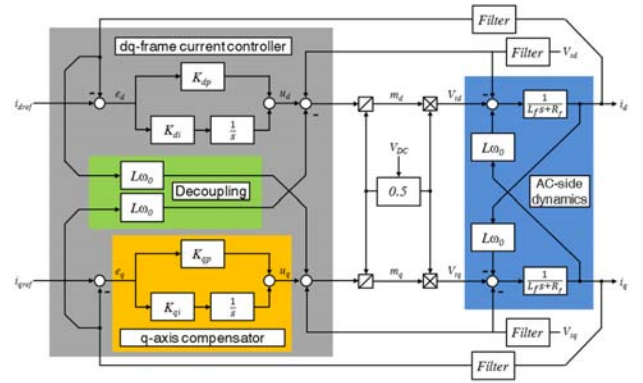 Filter
dq-frame current controller
Filter
V_sd
K_dp
i_dref
e_d
u_d
m_d
V_td
1
L_f s+R_f
i_d
K_di
1
s
V_DC
Lω_0
Lω_0
Decoupling
0.5
AC-side
dynamics
Lω_0
Lω_0
K_qp
i_qref
e_q
u_q
m_q
1
L_f s+R_f
i_q
K_qi
1
s
q-axis compensator
Filter
V_sq
Filter